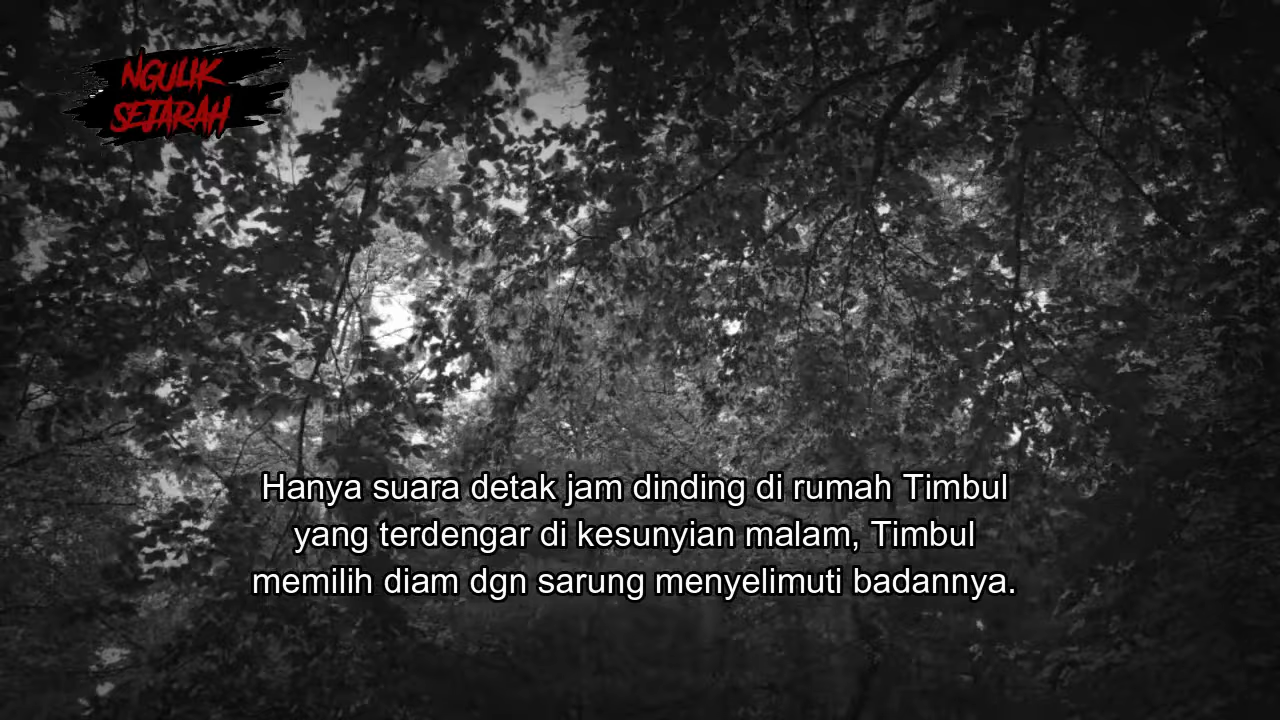 NGULIK
SEJARAH
Hanya suara detak jam dinding di rumah Timbul
yang terdengar di kesunyian malam, Timbul
memilih diam dgn sarung menyelimuti badannya.